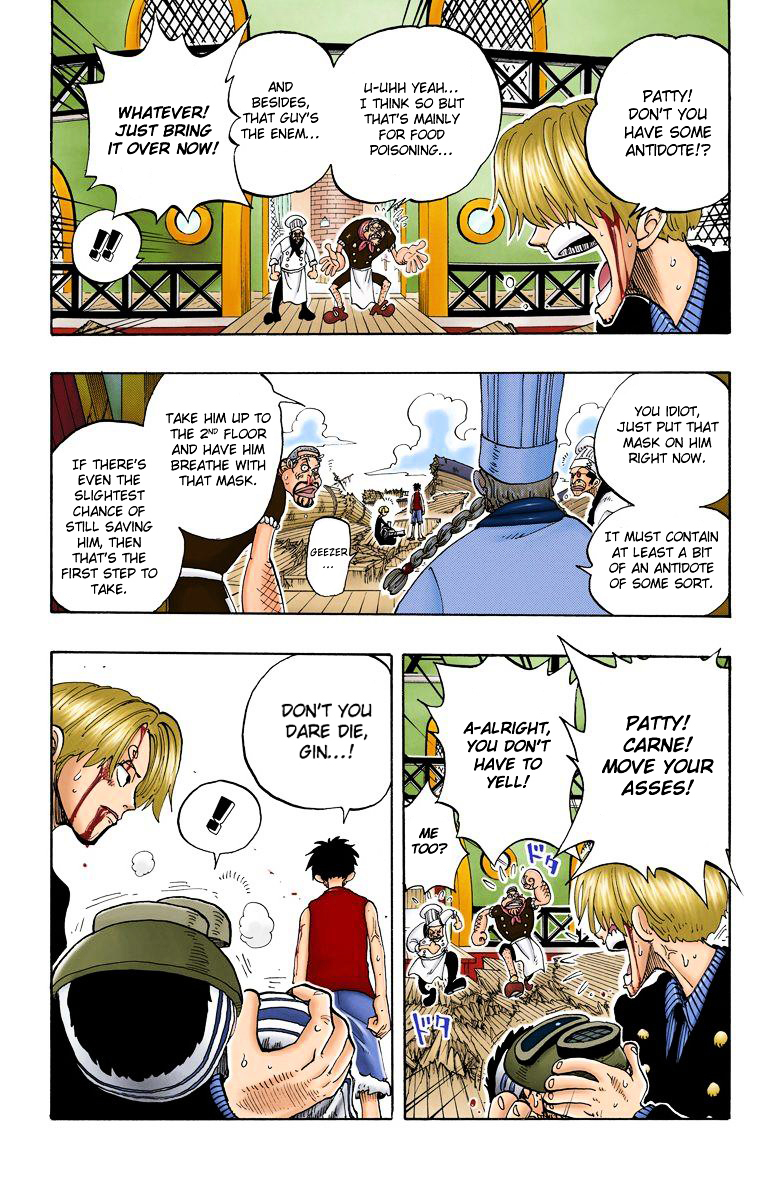 PATTY!
DON'T YOU
HAVE SOME
ANTIDOTE!?
U-UHH YEAH...
I THINK SO BUT
THAT'S MAINLY
FOR FOOD
POISONING...
AND
BESIDES,
THAT GUY'S
THE ENEM...
WHATEVER!
JUST BRING
IT OVER NOW!
!!
YOU IDIOT,
JUST PUT THAT
MASK ON HIM
RIGHT NOW.
IT MUST CONTAIN
AT LEAST A BIT
OF AN ANTIDOTE
OF SOME SORT.
GEEZER
...
TAKE HIM UP TO
THE 2ND FLOOR
AND HAVE HIM
BREATHE WITH
THAT MASK.
IF THERE'S
EVEN THE
SLIGHTEST
CHANCE OF
STILL SAVING
HIM, THEN
THAT'S THE
FIRST STEP TO
TAKE.
PATTY!
CARNE!
MOVE YOUR
ASSES!
A-ALRIGHT,
YOU DON'T
HAVE TO
YELL!
ME
TOO?
ドタ
ドタ
DON'T YOU
DARE DIE,
GIN...!
!